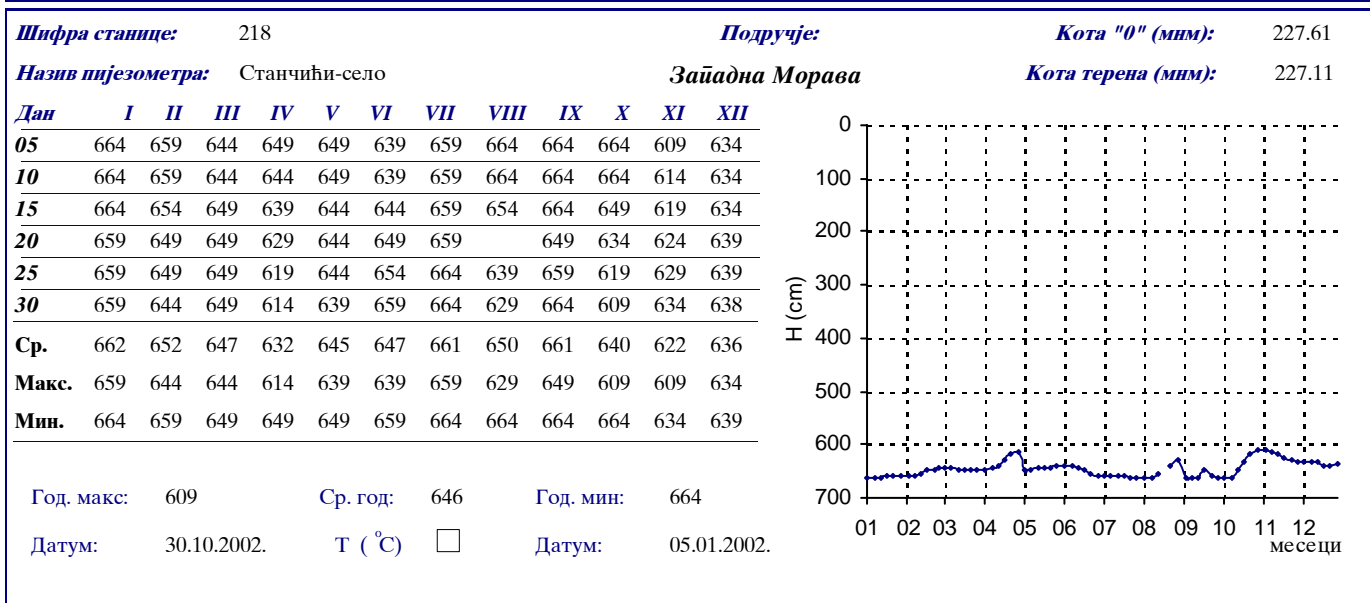 Шифра станице: 218 Подручје: Кота "0" (мнм): 227.61
Назив пијезометра: Станчићи-село Западна Морава Кота терена (мнм): 227.11
Дан I II III IV V VI VII VIII IX X XI XII
05 664 659 644 649 649 639 659 664 664 664 609 634
10 664 659 644 644 649 639 659 664 664 664 614 634
15 664 654 649 639 644 644 659 654 664 649 619 634
20 659 649 649 629 644 649 659 649 634 624 639
25 659 649 649 619 644 654 664 639 659 619 629 639
30 659 644 649 614 639 659 664 629 664 609 634 638
Ср. 662 652 647 632 645 647 661 650 661 640 622 636
Макс. 659 644 644 614 639 639 659 629 649 609 609 634
Мин. 664 659 649 649 649 659 664 664 664 664 634 639
Год. макс: 609 Ср. год: 646 Год. мин: 664
Датум: 30.10.2002. Т ( °C) Датум: 05.01.2002.
H (cm)
0
100
200
300
400
500
600
700
01 02 03 04 05 06 07 08 09 10 11 12
месеци